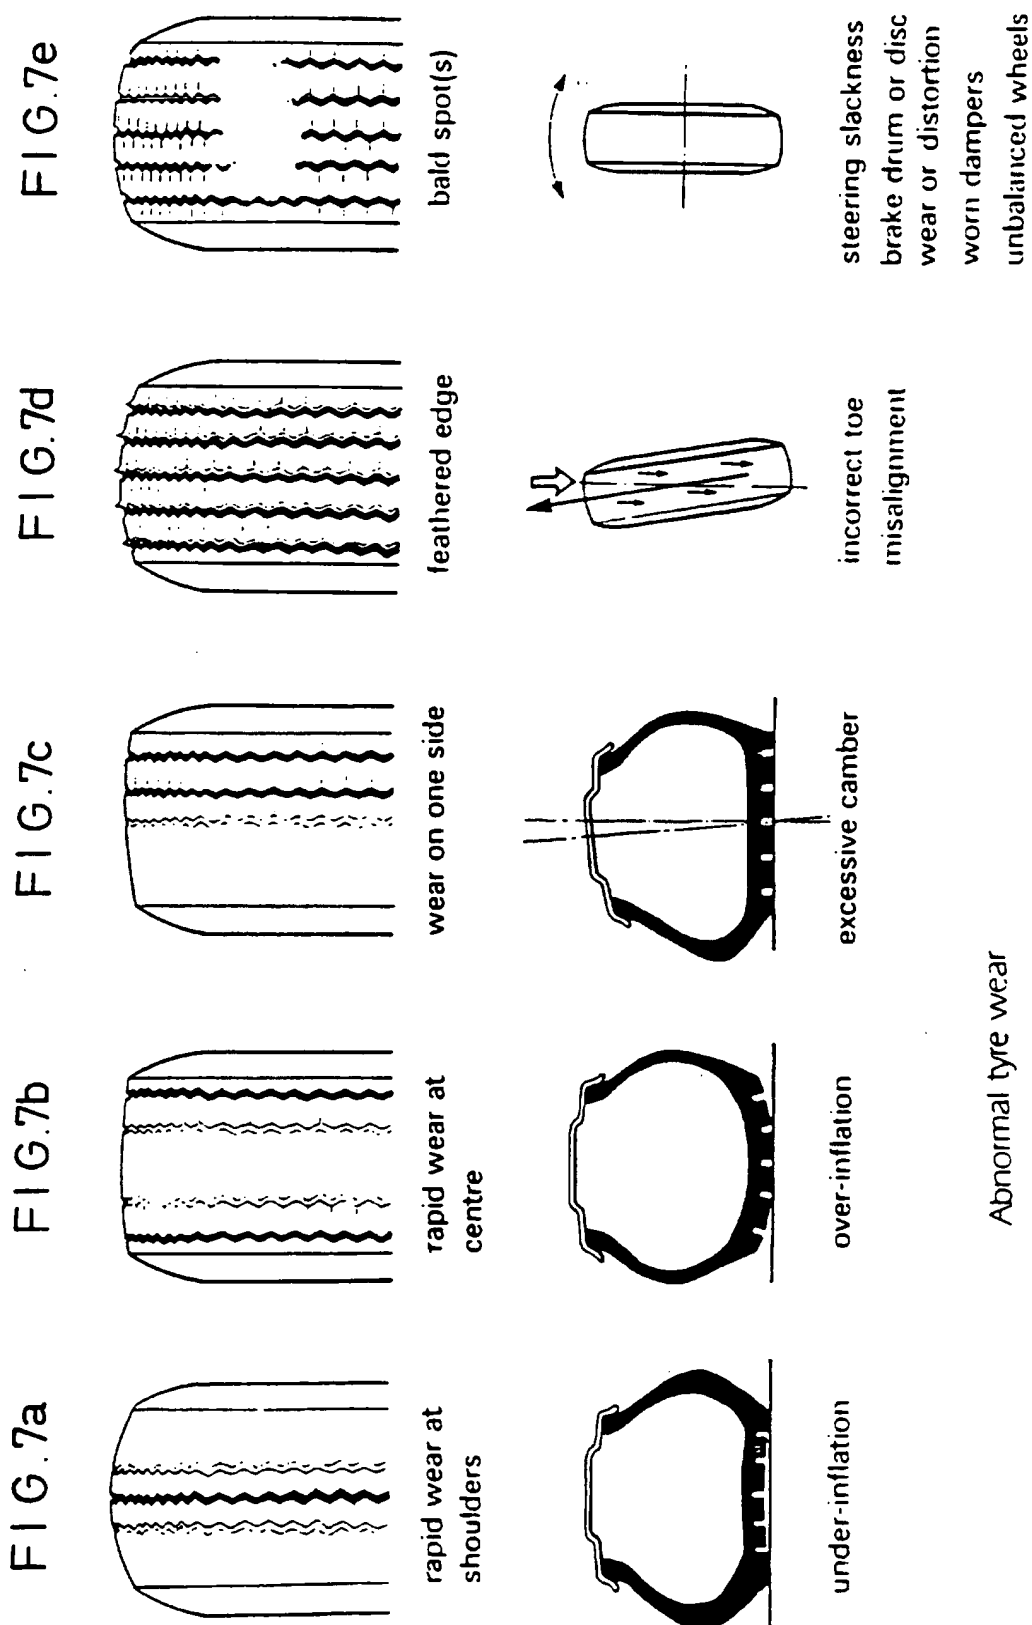 FIG.7a
FIG.7b
FIG.7c
FIG.7d
FIG.7e
rapid wear at
shoulders
rapid wear at
centre
wear on one side
feathered edge
bald spot(s)
under-inflation
over-inflation
excessive camber
incorrect toe
misalignment
steering slackness
brake drum or disc
wear or distortion
worn dampers
unbalanced wheels
Abnormal tyre wear